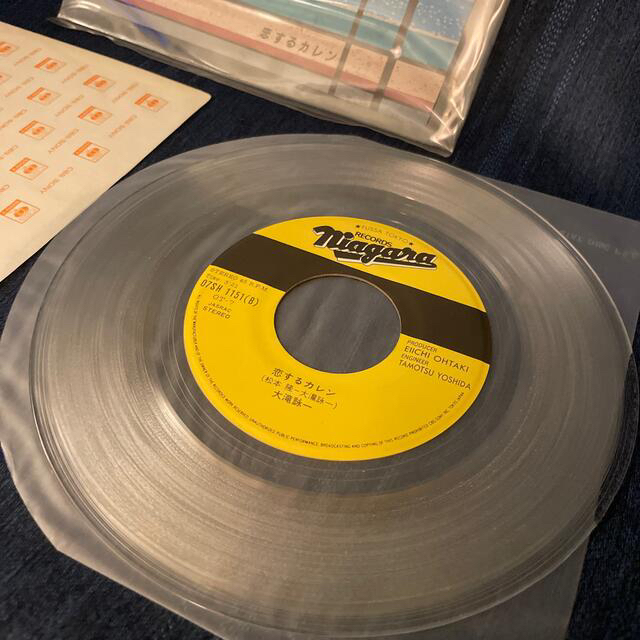 恋するカレン
CBS SONY
★ FUSSA TOKYO ★
RECORDS
Niagara
STEREO 45 R.P.M.
07SH 1151(B)
JASRAC
STEREO
PRODUCER
EIICHI OHTAKI
ENGINEER
TAMOTSU YOSHIDA
恋するカレン
(松本 隆〜大瀧詠一)
大滝詠一